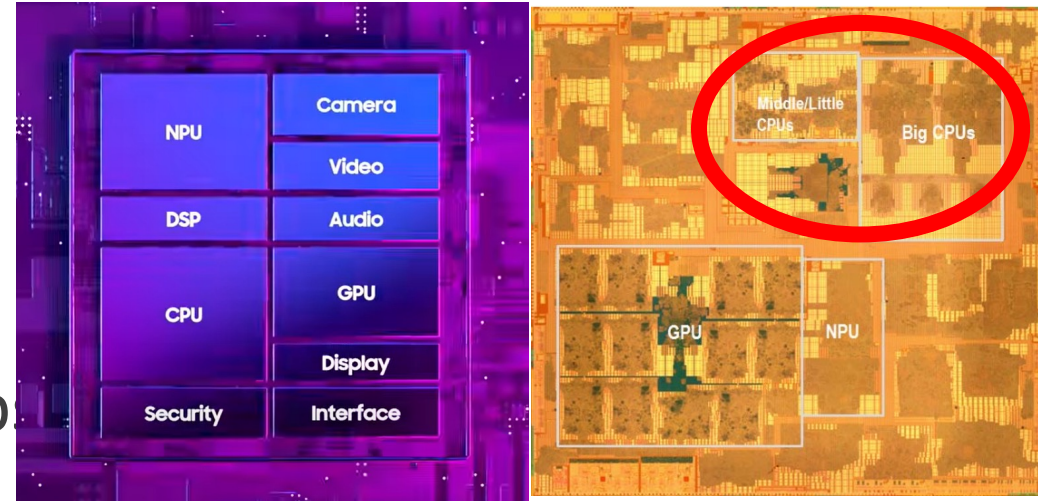 NPU
Camera
Video
DSP
Audio
CPU
GPU
Display
Security
Interface
Middle/Little
CPUs
Big CPUs
GPU
NPU